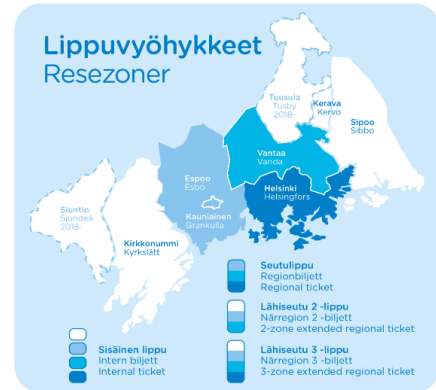 Lippuvyöhykkeet
Resezoner
Tuusula
Tusby
2018-
Kerava
Kervo
Sipoo
Sibbo
Vantaa
Vanda
Espoo
Esbo
Helsinki
Helsingfors
Kauniainen
Grankulla
Siuntio
Sjundeå
2018-
Kirkkonummi
Kyrkslätt
Seutulippu
Regionbiljett
Regional ticket
Lähiseutu 2 -lippu
Närregion 2 -biljett
2-zone extended regional ticket
Sisäinen lippu
Intern biljett
Internal ticket
Lähiseutu 3 -lippu
Närregion 3 -biljett
3-zone extended regional ticket